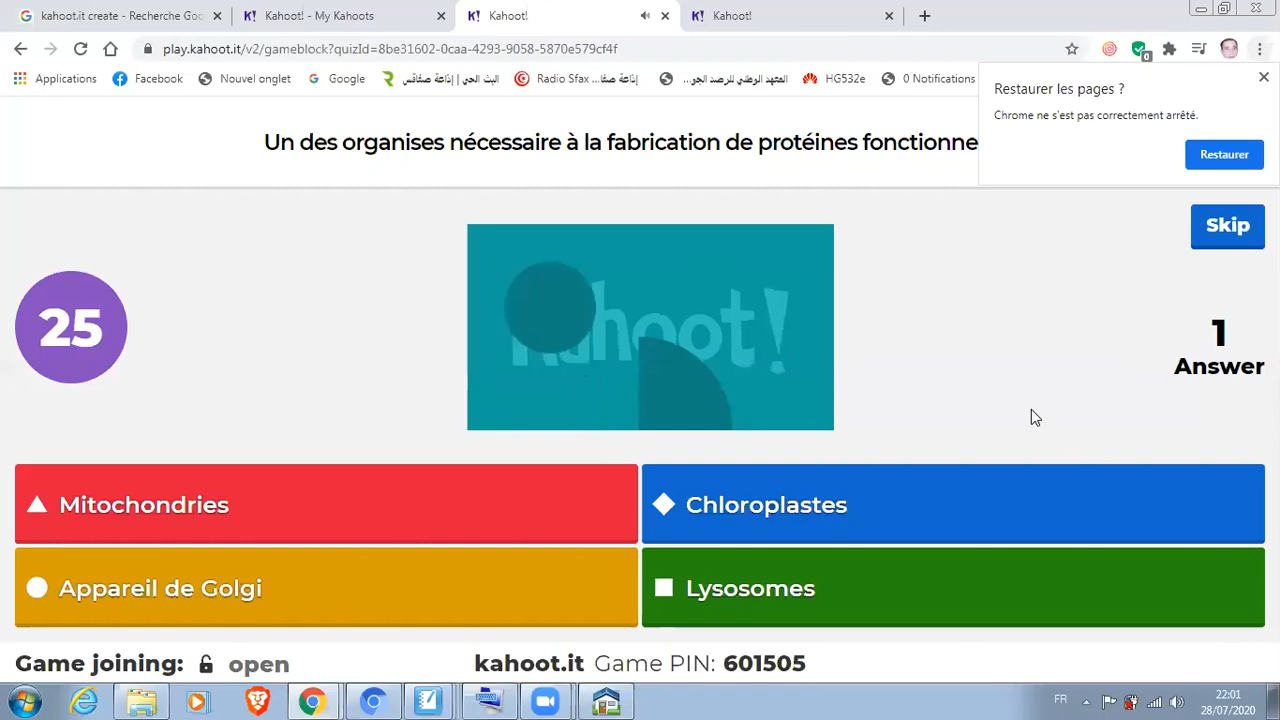 kahoot.it create - Recherche Goo
Kahoot! - My Kahoots
Kahoot!
Kahoot!
play.kahoot.it/v2/gameblock?quizId=8be31602-0caa-4293-9058-5870e579cf4f
0
Applications
Facebook
Nouvel onglet
Google
البث الحي | إذاعة صفاقس
Radio Sfax إذاعة صفا...
المعهد الوطني للرصد الجو...
HG532e
0 Notifications
Restaurer les pages ?
Chrome ne s'est pas correctement arrêté.
Restaurer
Un des organises nécessaire à la fabrication de protéines fonctionne
Skip
25
Kahoot!
1
Answer
Mitochondries
Chloroplastes
Appareil de Golgi
Lysosomes
Game joining: open
kahoot.it Game PIN: 601505
FR
22:01
28/07/2020